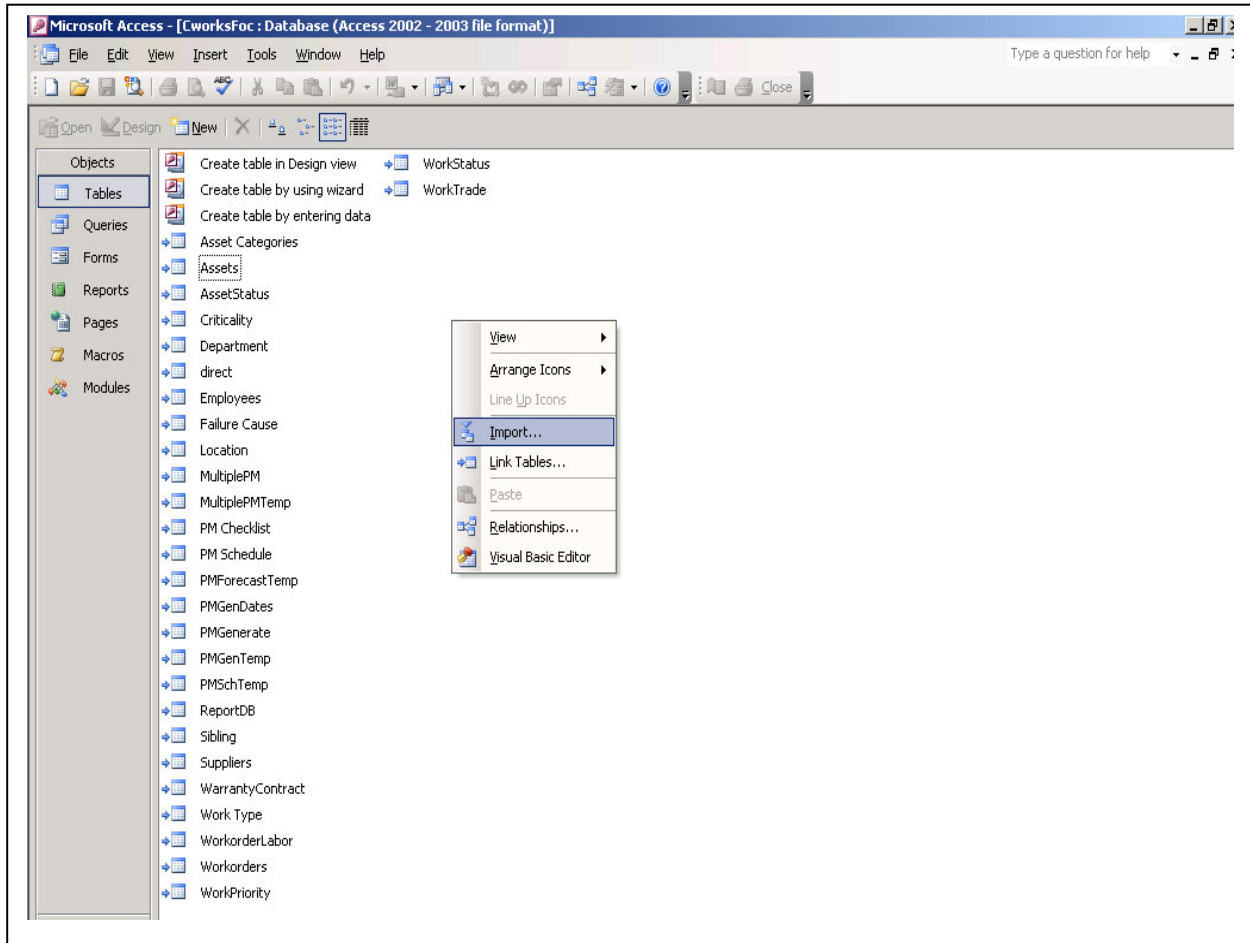 Microsoft Access - [CworksFoc : Database (Access 2002 - 2003 file format)]
File Edit View Insert Tools Window Help Type a question for help
ABC Close
Open Design New
Objects
Tables
Queries
Forms
Reports
Pages
Macros
Modules
Create table in Design view
Create table by using wizard
Create table by entering data
Asset Categories
Assets
AssetStatus
Criticality
Department
direct
Employees
Failure Cause
Location
MultiplePM
MultiplePMTemp
PM Checklist
PM Schedule
PMForecastTemp
PMGenDates
PMGenerate
PMGenTemp
PMSchTemp
ReportDB
Sibling
Suppliers
WarrantyContract
Work Type
WorkorderLabor
Workorders
WorkPriority
WorkStatus
WorkTrade
View
Arrange Icons
Line Up Icons
Import...
Link Tables...
Paste
Relationships...
Visual Basic Editor